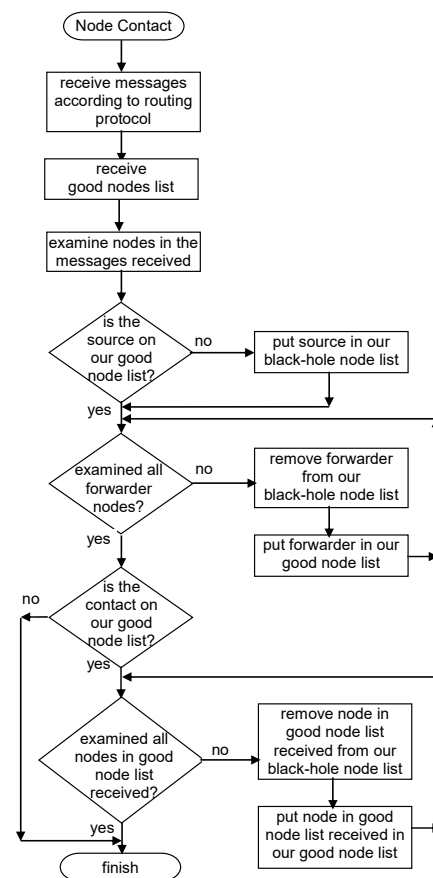 Node Contact
receive messages
according to routing
protocol
receive
good nodes list
examine nodes in the
messages received
is the
source on
our good
node list?
no
put source in our
black-hole node list
yes
examined all
forwarder
nodes?
no
remove forwarder
from our
black-hole node list
put forwarder in our
good node list
yes
is the
contact on
our good
node list?
no
yes
examined all
nodes in good
node list
received?
no
remove node in
good node list
received from our
black-hole node list
put node in good
node list received in
our good node list
yes
finish